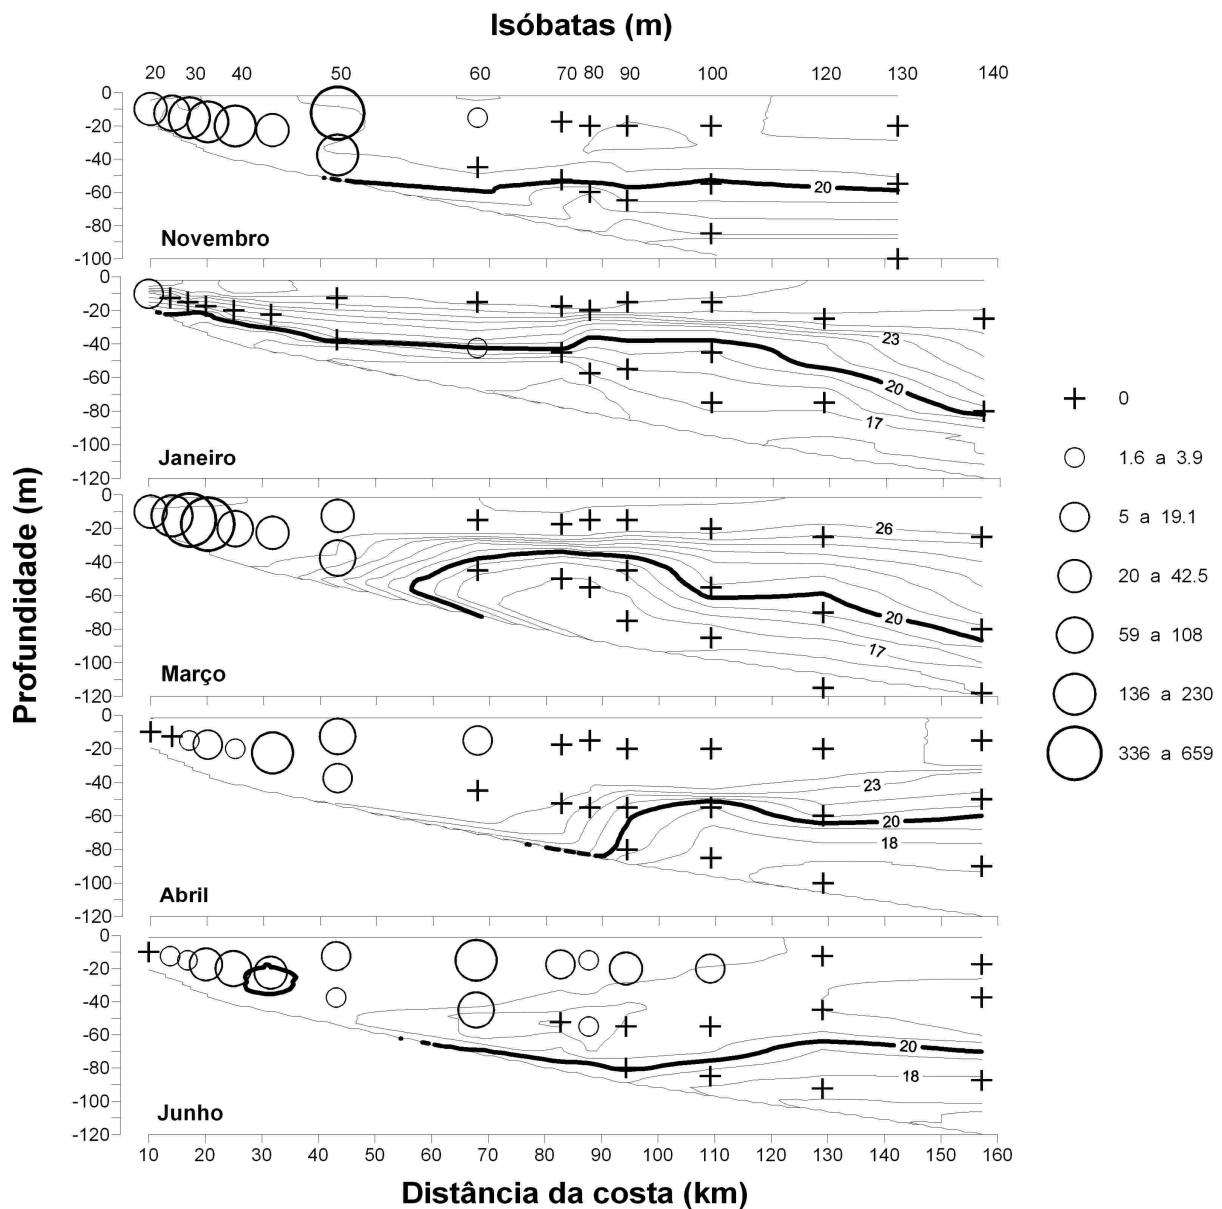 Isóbatas (m)
20 30 40 50 60 70 80 90 100 120 130 140
0
-20
-40
-60
-80
-100
20
Novembro
0
-20
-40
-60
-80
-100
-120
23
20
17
Janeiro
0
-20
-40
-60
-80
-100
-120
26
20
17
Março
0
-20
-40
-60
-80
-100
-120
23
20
18
Abril
0
-20
-40
-60
-80
-100
-120
20
18
Junho
10 20 30 40 50 60 70 80 90 100 110 120 130 140 150 160
Distância da costa (km)
Profundidade (m)
0
1.6 a 3.9
5 a 19.1
20 a 42.5
59 a 108
136 a 230
336 a 659